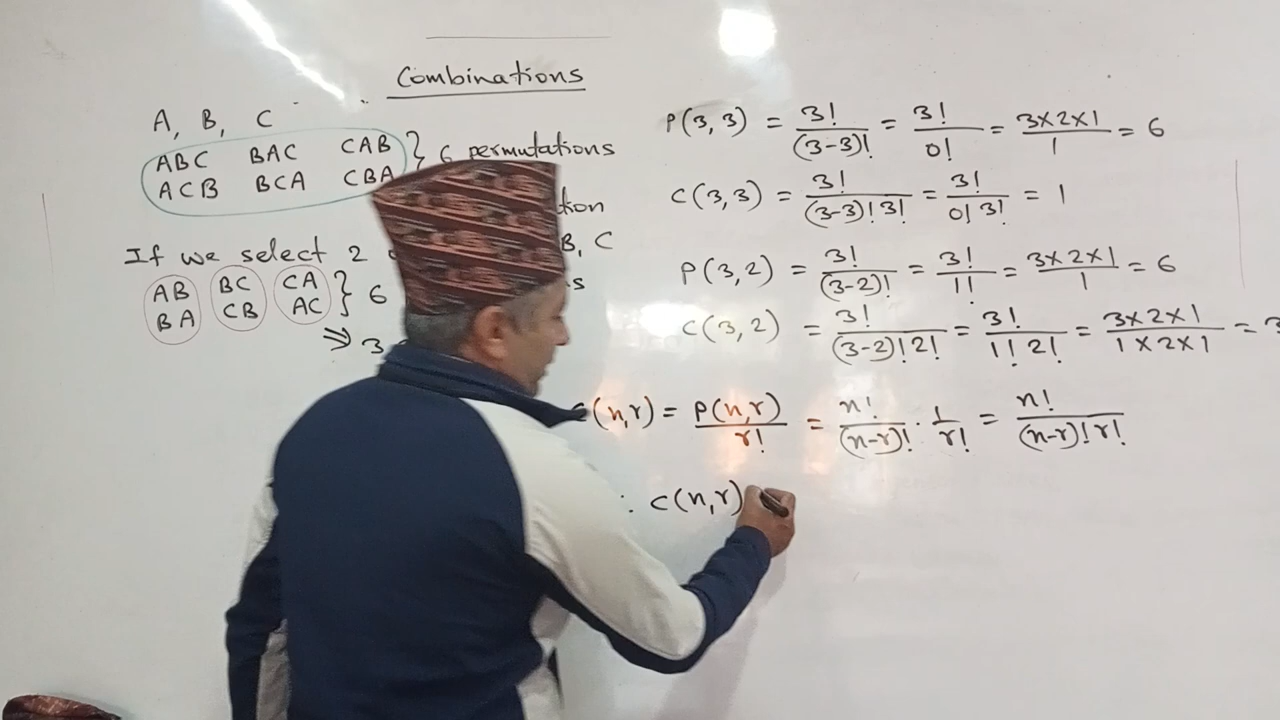 Combinations
A, B, C
ABC BAC CAB } 6 permutations
ACB BCA CBA
If we select 2 B, C
AB BC CA } 6
BA CB AC
⇒ 3
P(3,3) = 3!/(3-3)! = 3!/0! = 3×2×1/1 = 6
C(3,3) = 3!/(3-3)! 3! = 3!/0! 3! = 1
P(3,2) = 3!/(3-2)! = 3!/1! = 3×2×1/1 = 6
C(3,2) = 3!/(3-2)! 2! = 3!/1! 2! = 3×2×1/1×2×1 =
C(n,r) = P(n,r)/r! = n!/(n-r)! · 1/r! = n!/(n-r)! r!
C(n,r)